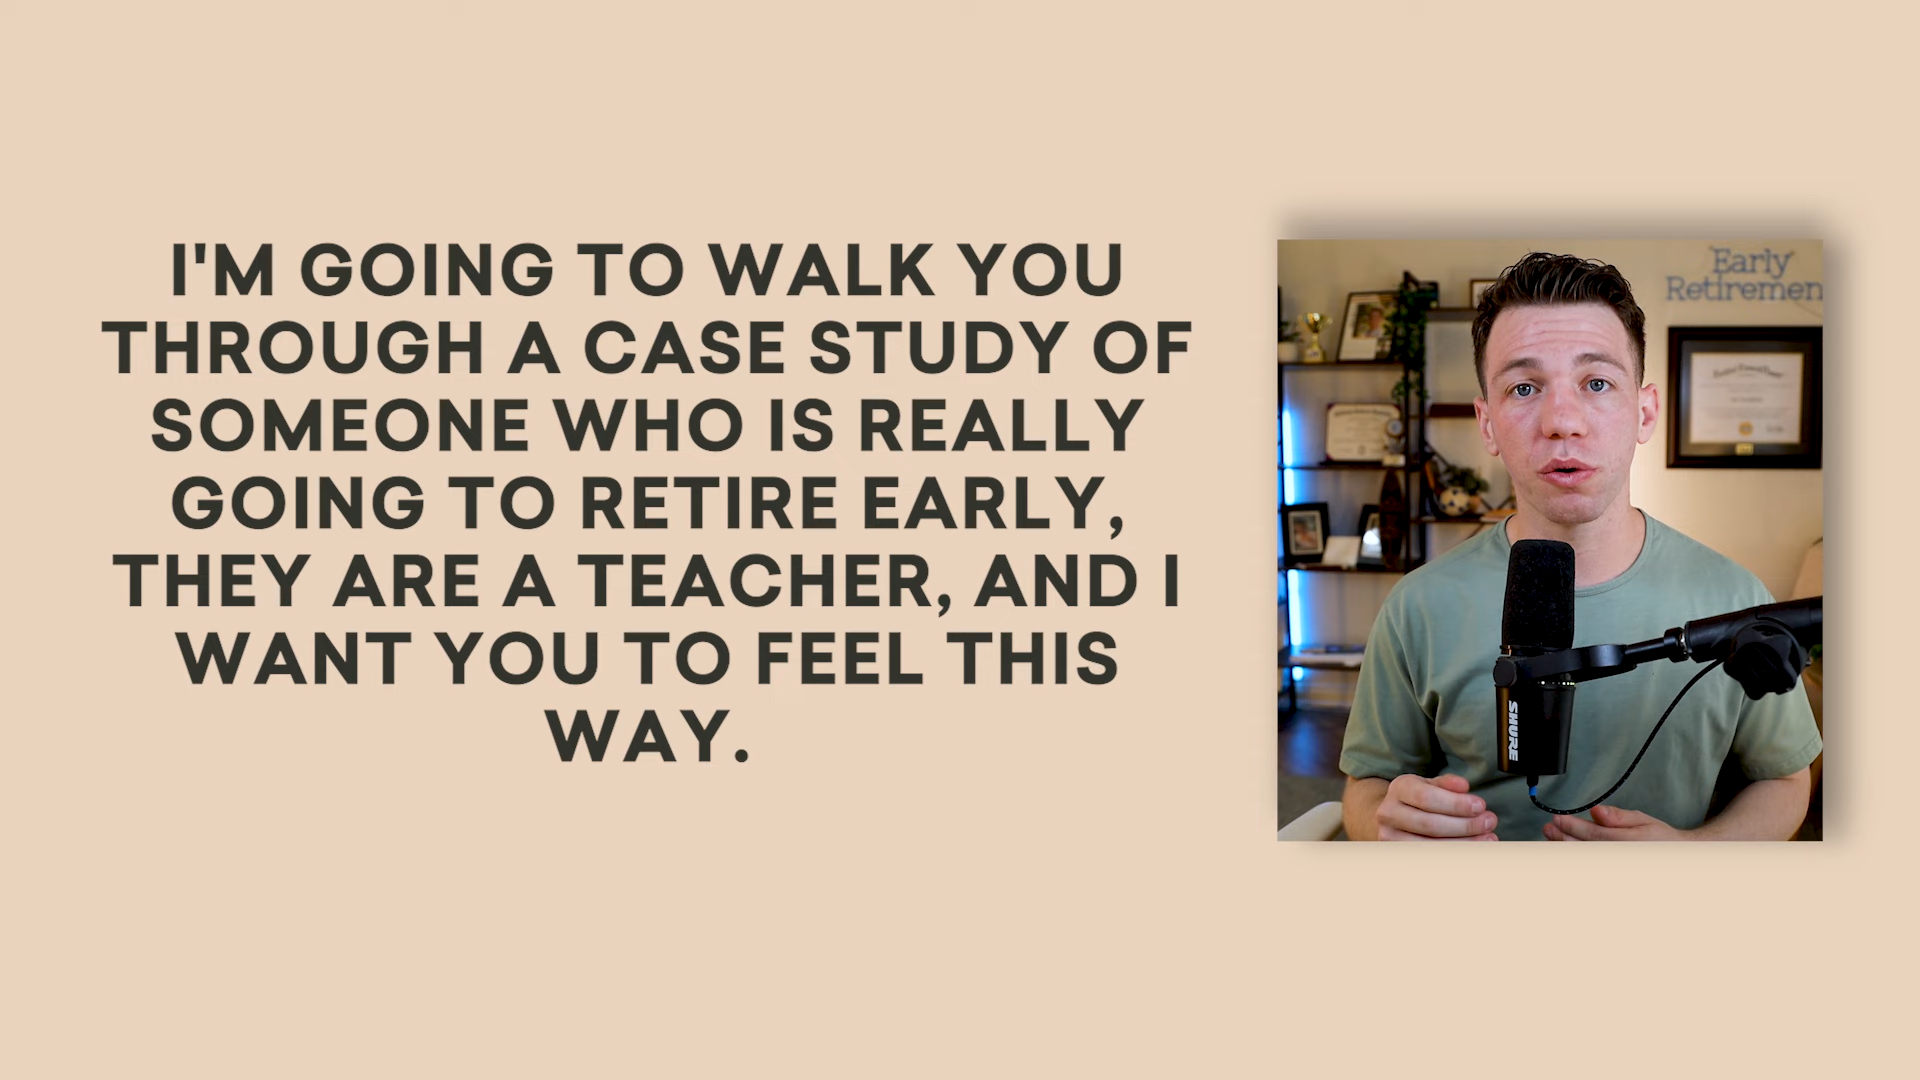 I'M GOING TO WALK YOU
THROUGH A CASE STUDY OF
SOMEONE WHO IS REALLY
GOING TO RETIRE EARLY,
THEY ARE A TEACHER, AND I
WANT YOU TO FEEL THIS
WAY.
Early
Retiremen
SHURE